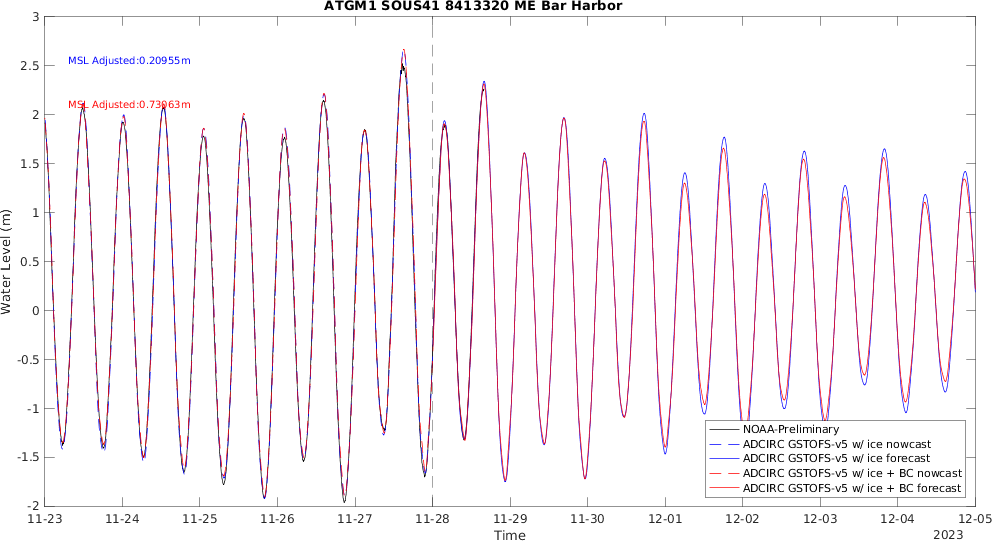 ATGM1 SOUS41 8413320 ME Bar Harbor
MSL Adjusted:0.20955m
MSL Adjusted:0.73063m
Water Level (m)
3
2.5
2
1.5
1
0.5
0
-0.5
-1
-1.5
-2
NOAA-Preliminary
ADCIRC GSTOFS-v5 w/ ice nowcast
ADCIRC GSTOFS-v5 w/ ice forecast
ADCIRC GSTOFS-v5 w/ ice + BC nowcast
ADCIRC GSTOFS-v5 w/ ice + BC forecast
11-23 11-24 11-25 11-26 11-27 11-28 11-29 11-30 12-01 12-02 12-03 12-04 12-05
Time
2023